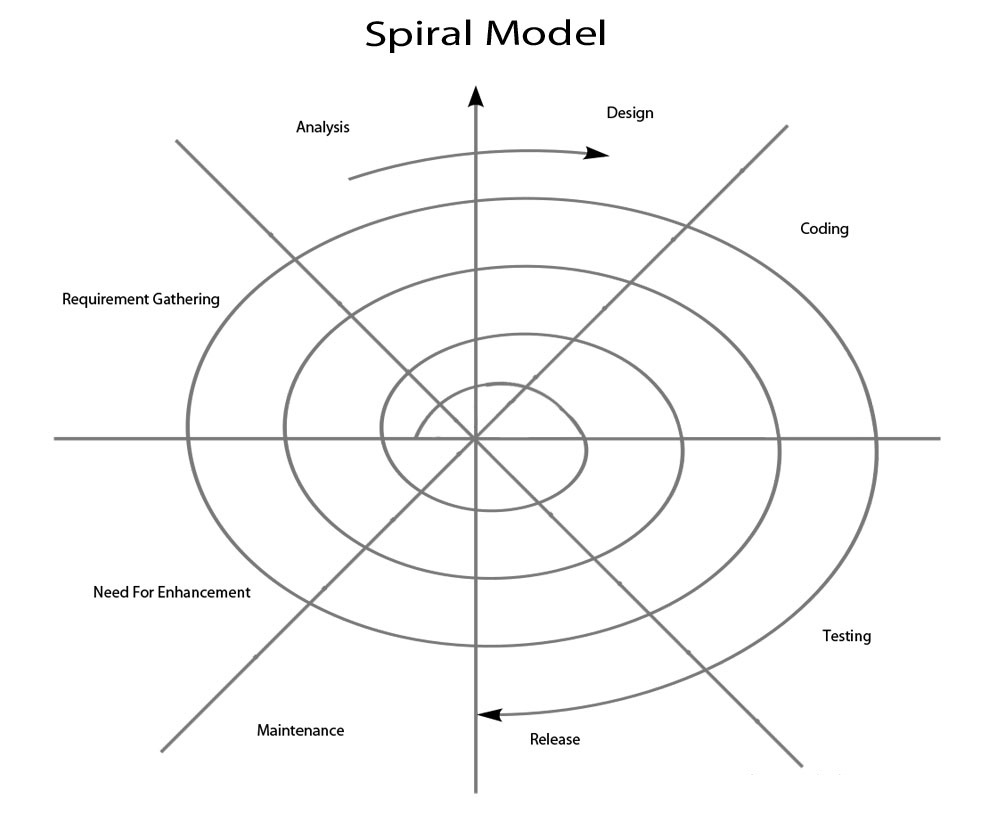 Spiral Model
Analysis
Design
Coding
Requirement Gathering
Need For Enhancement
Testing
Maintenance
Release